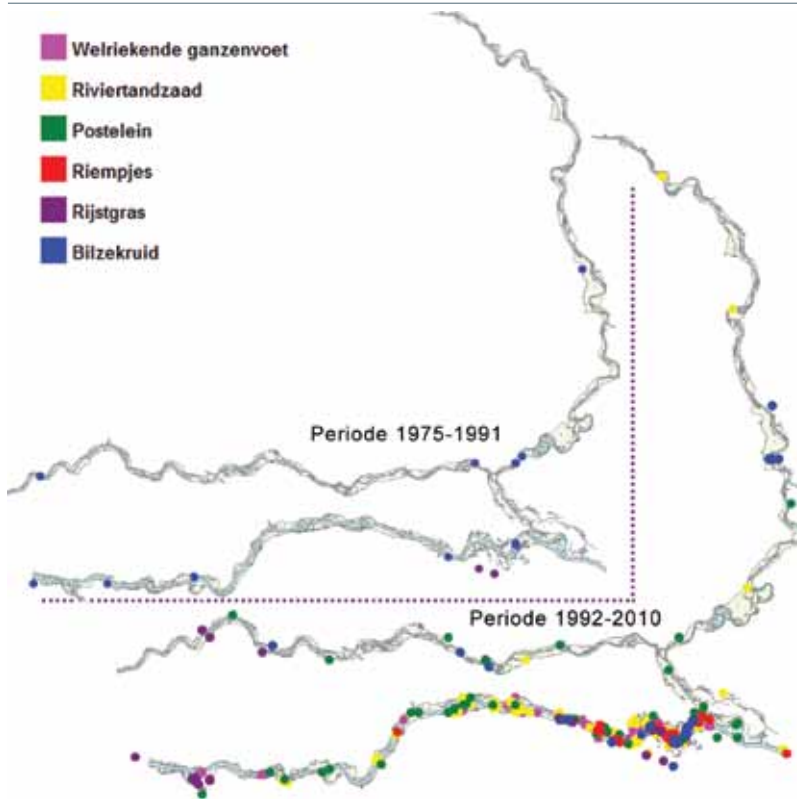 Welriekende ganzenvoet
Riviertandzaad
Postelein
Riempjes
Rijstgras
Bilzekruid
Periode 1975-1991
Periode 1992-2010